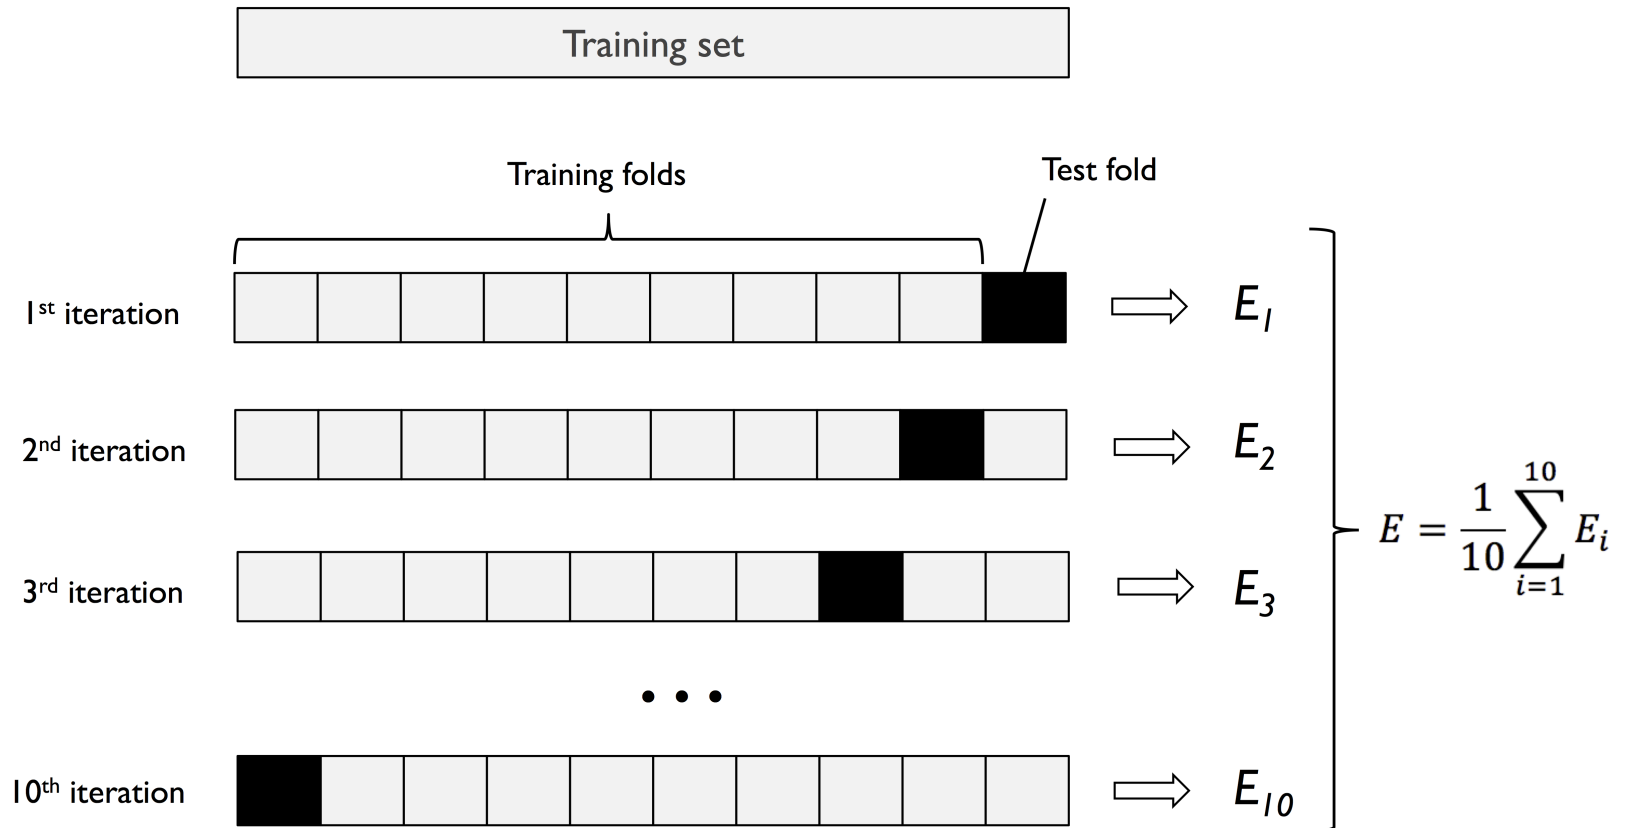 Training set
Training folds
Test fold
1st iteration
E1
2nd iteration
E2
3rd iteration
E3
E = 1/10 ∑ i=1 10 Ei
• • •
10th iteration
E10